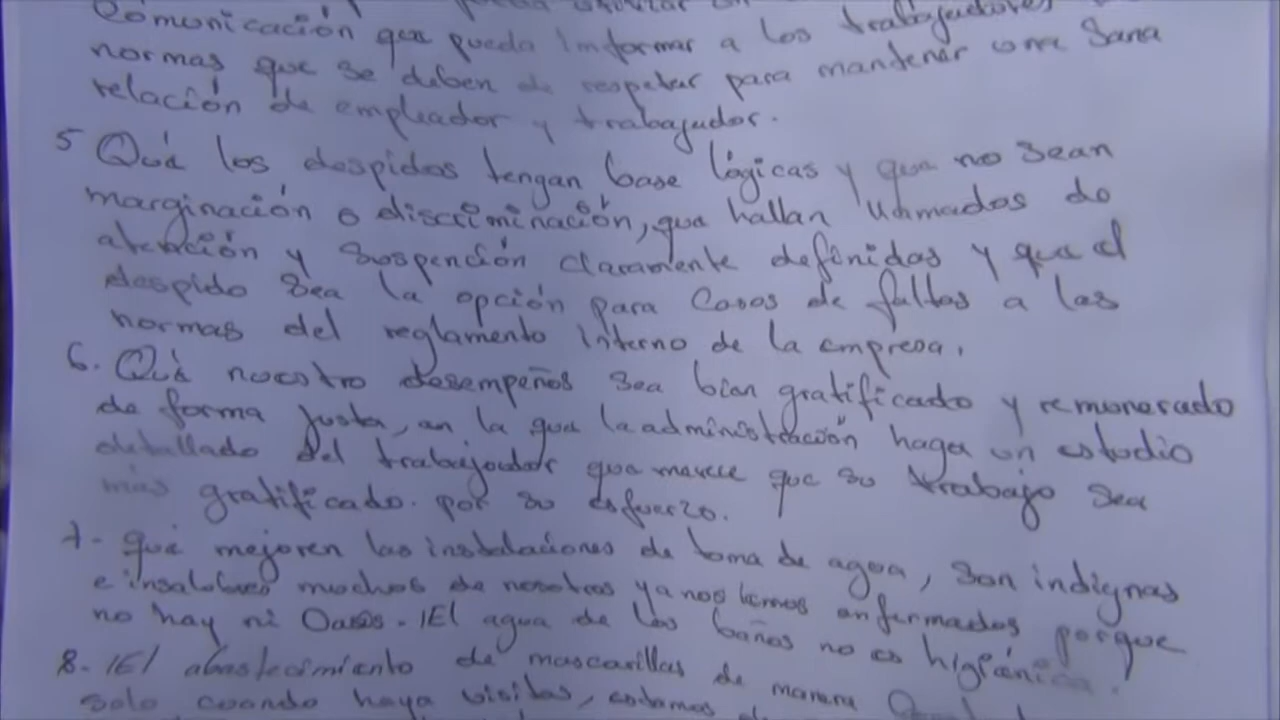 comunicación que pueda imformar a los trabajadores,
normas que se deben de respetar para mantener una sana
relación de empleador y trabajador.
5 Qué los despidos tengan base lógicas y que no sean
marginación o discriminación, que hallan llamados de
atención y suspención claramente definidas y que el
despido sea la opción para casos de faltas a las
normas del reglamento interno de la empresa.
6. Qué nuestro desempeños sea bien gratificado y remunerado
de forma justa, en la que la administración haga un estudio
detallado del trabajador que merece que su trabajo sea
más gratificado. por su esfuerzo.
7- qué mejoren las instalaciones de toma de agua, son indignas
e insalobres muchos de nosotros ya nos hemos enfermados porque
no hay ni Oasis. El agua de los baños no es higiénica.
8. El abastecimiento de mascarillas de manera
solo cuando haya visitas, estamos